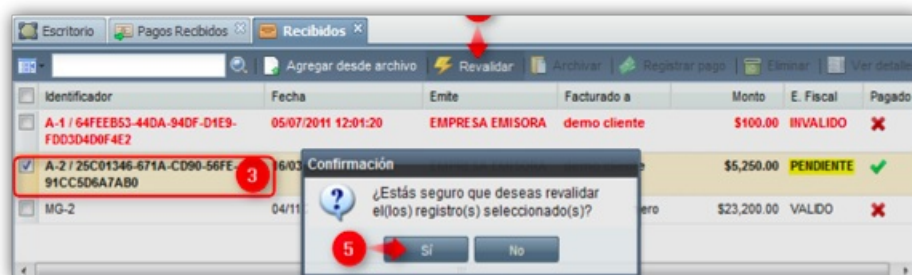 Escritorio Pagos Recibidos Recibidos
Agregar desde archivo Revalidar Archivar Registrar pago Eliminar Ver detalle
Identificador Fecha Emite Facturado a Monto E. Fiscal Pagado
A-1 / 64FEEB53-44DA-94DF-D1E9- 05/07/2011 12:01:20 EMPRESA EMISORA demo cliente $100.00 INVALIDO
FDD3D4D0F4E2
A-2 / 25C01346-671A-CD90-56FE- 16/03 $5,250.00 PENDIENTE
91CC5D6A7AB0
3
Confirmación
¿Estás seguro que deseas revalidar
el(los) registro(s) seleccionado(s)?
MG-2 04/11 ero $23,200.00 VALIDO
5 Sí No